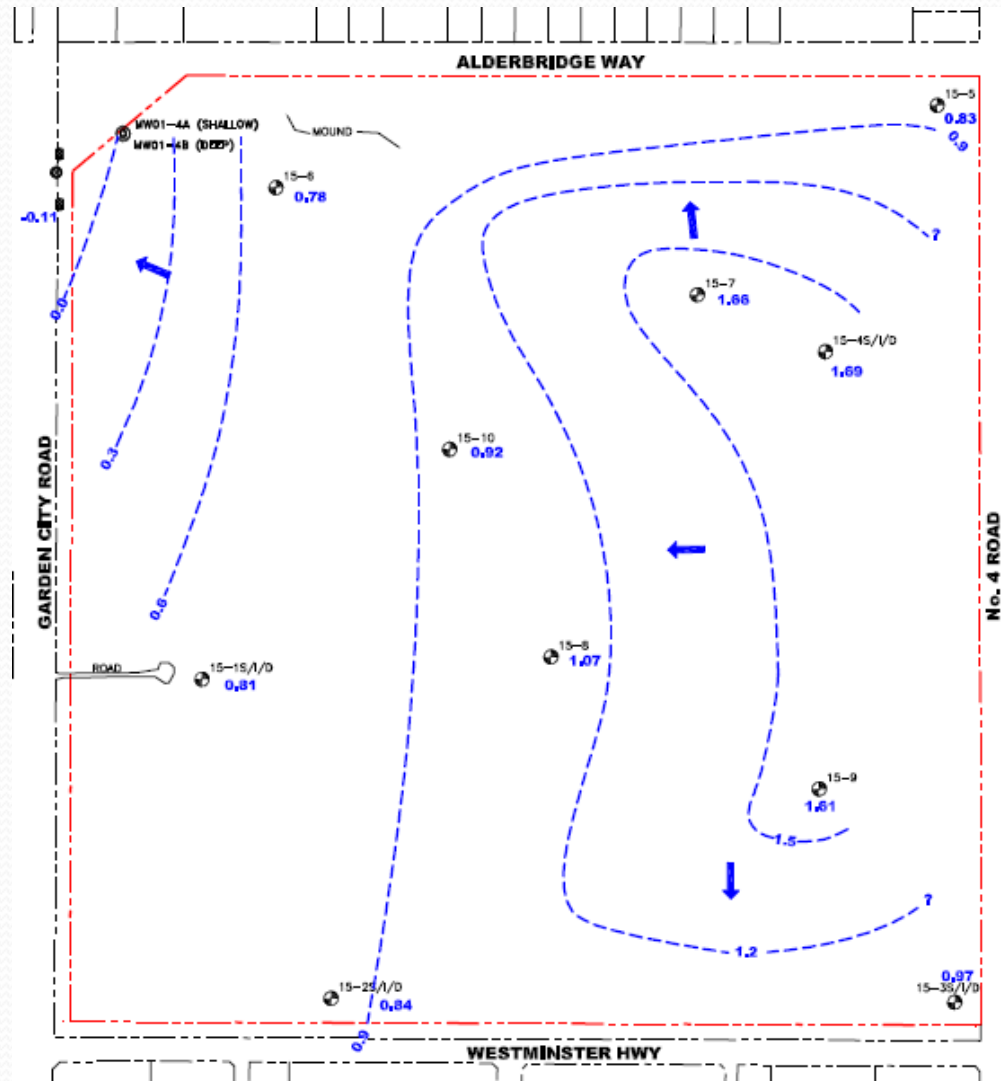 ALDERBRIDGE WAY
15-5
0.83
0.9
MW01-4A (SHALLOW)
MW01-4B (DEEP)
MOUND
15-6
0.78
-0.11
?
15-7
1.66
0.0
15-4S/I/D
1.69
15-10
0.92
0.3
GARDEN CITY ROAD
No. 4 ROAD
0.6
15-8
1.07
ROAD
15-1S/I/D
0.81
15-9
1.61
1.5
?
1.2
0.97
15-3S/I/D
15-2S/I/D
0.84
0.9
WESTMINSTER HWY